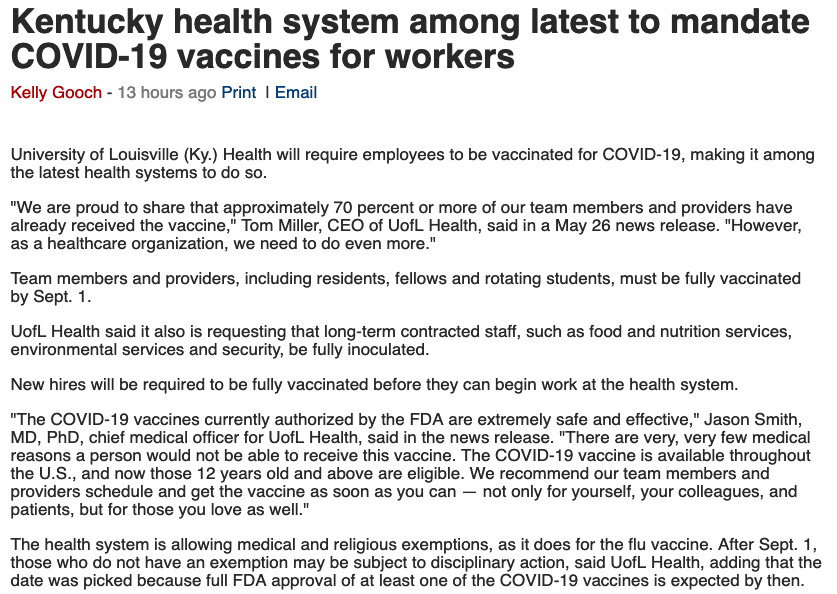 Kentucky health system among latest to mandate
COVID-19 vaccines for workers
Kelly Gooch - 13 hours ago Print | Email
University of Louisville (Ky.) Health will require employees to be vaccinated for COVID-19, making it among
the latest health systems to do so.
"We are proud to share that approximately 70 percent or more of our team members and providers have
already received the vaccine," Tom Miller, CEO of UofL Health, said in a May 26 news release. "However,
as a healthcare organization, we need to do even more."
Team members and providers, including residents, fellows and rotating students, must be fully vaccinated
by Sept. 1.
UofL Health said it also is requesting that long-term contracted staff, such as food and nutrition services,
environmental services and security, be fully inoculated.
New hires will be required to be fully vaccinated before they can begin work at the health system.
"The COVID-19 vaccines currently authorized by the FDA are extremely safe and effective," Jason Smith,
MD, PhD, chief medical officer for UofL Health, said in the news release. "There are very, very few medical
reasons a person would not be able to receive this vaccine. The COVID-19 vaccine is available throughout
the U.S., and now those 12 years old and above are eligible. We recommend our team members and
providers schedule and get the vaccine as soon as you can — not only for yourself, your colleagues, and
patients, but for those you love as well."
The health system is allowing medical and religious exemptions, as it does for the flu vaccine. After Sept. 1,
those who do not have an exemption may be subject to disciplinary action, said UofL Health, adding that the
date was picked because full FDA approval of at least one of the COVID-19 vaccines is expected by then.